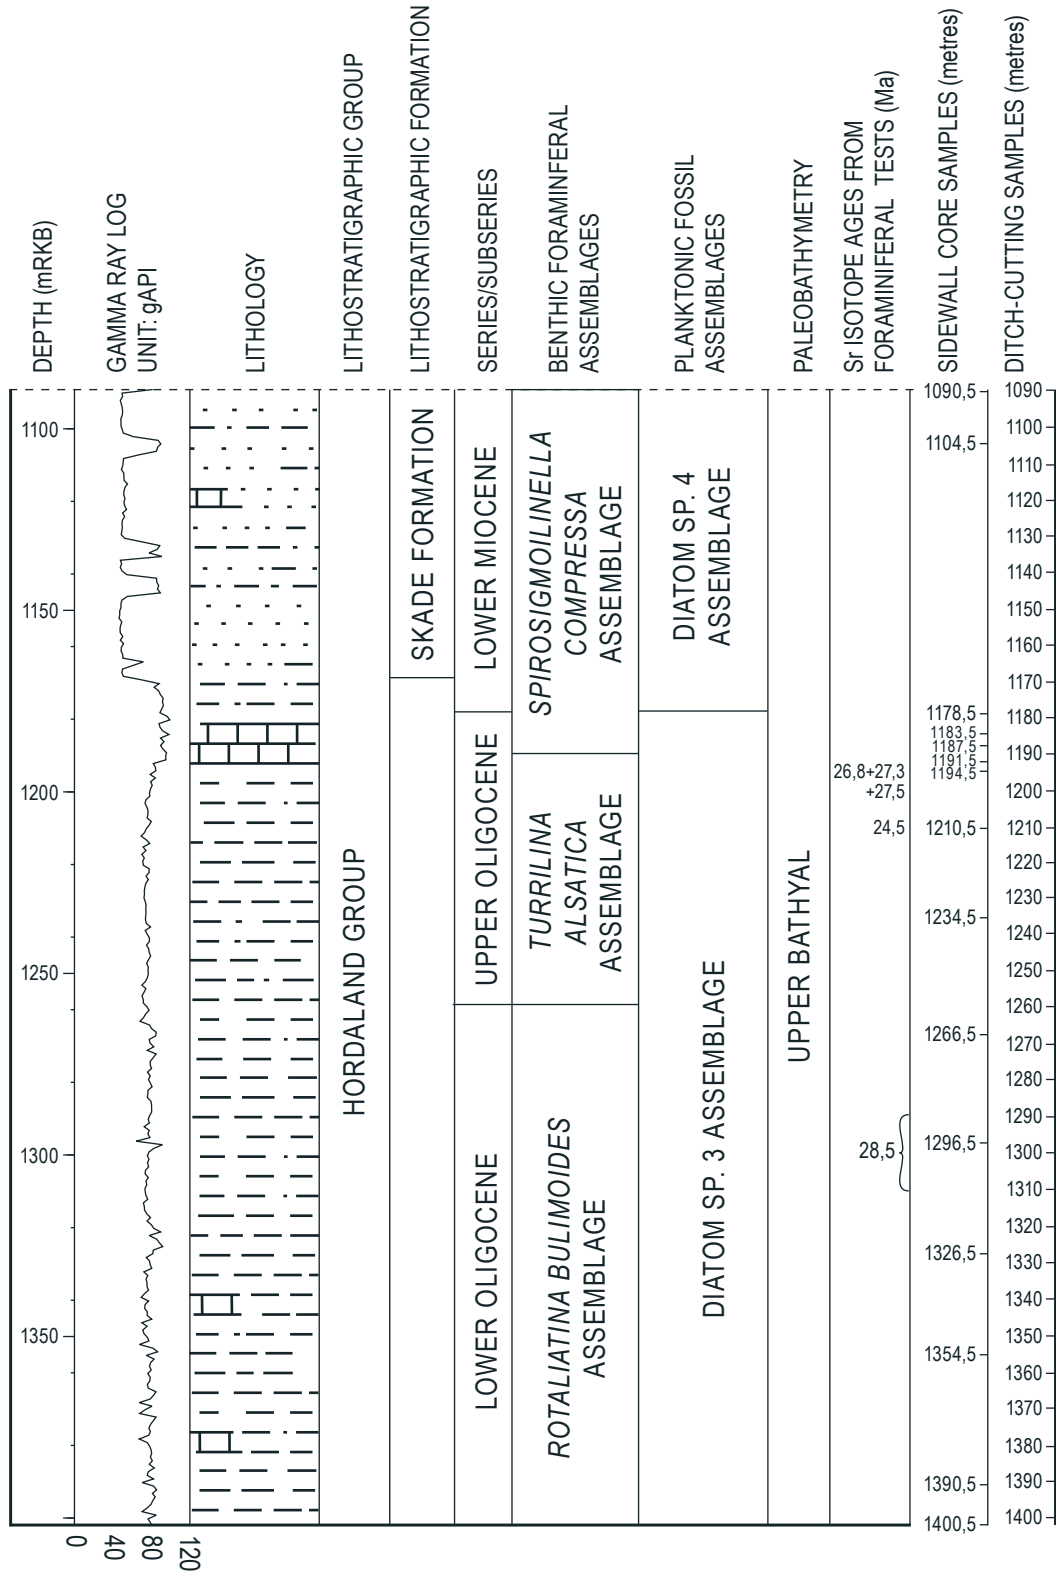 DEPTH (mRKB)
GAMMA RAY LOG
UNIT: gAPI
LITHOLOGY
LITHOSTRATIGRAPHIC GROUP
LITHOSTRATIGRAPHIC FORMATION
SERIES/SUBSERIES
BENTHIC FORAMINFERAL
ASSEMBLAGES
PLANKTONIC FOSSIL
ASSEMBLAGES
PALEOBATHYMETRY
Sr ISOTOPE AGES FROM
FORAMINIFERAL TESTS (Ma)
SIDEWALL CORE SAMPLES (metres)
DITCH-CUTTING SAMPLES (metres)
1100
1150
1200
1250
1300
1350
0
40
80
120
HORDALAND GROUP
SKADE FORMATION
LOWER MIOCENE
UPPER OLIGOCENE
LOWER OLIGOCENE
SPIROSIGMOILINELLA
COMPRESSA
ASSEMBLAGE
TURRILINA
ALSATICA
ASSEMBLAGE
ROTALIATINA BULIMOIDES
ASSEMBLAGE
DIATOM SP. 4
ASSEMBLAGE
DIATOM SP. 3 ASSEMBLAGE
UPPER BATHYAL
26,8+27,3
+27,5
24,5
28,5
1090,5
1104,5
1178,5
1183,5
1187,5
1191,5
1194,5
1210,5
1234,5
1266,5
1296,5
1326,5
1354,5
1390,5
1400,5
1090
1100
1110
1120
1130
1140
1150
1160
1170
1180
1190
1200
1210
1220
1230
1240
1250
1260
1270
1280
1290
1300
1310
1320
1330
1340
1350
1360
1370
1380
1390
1400